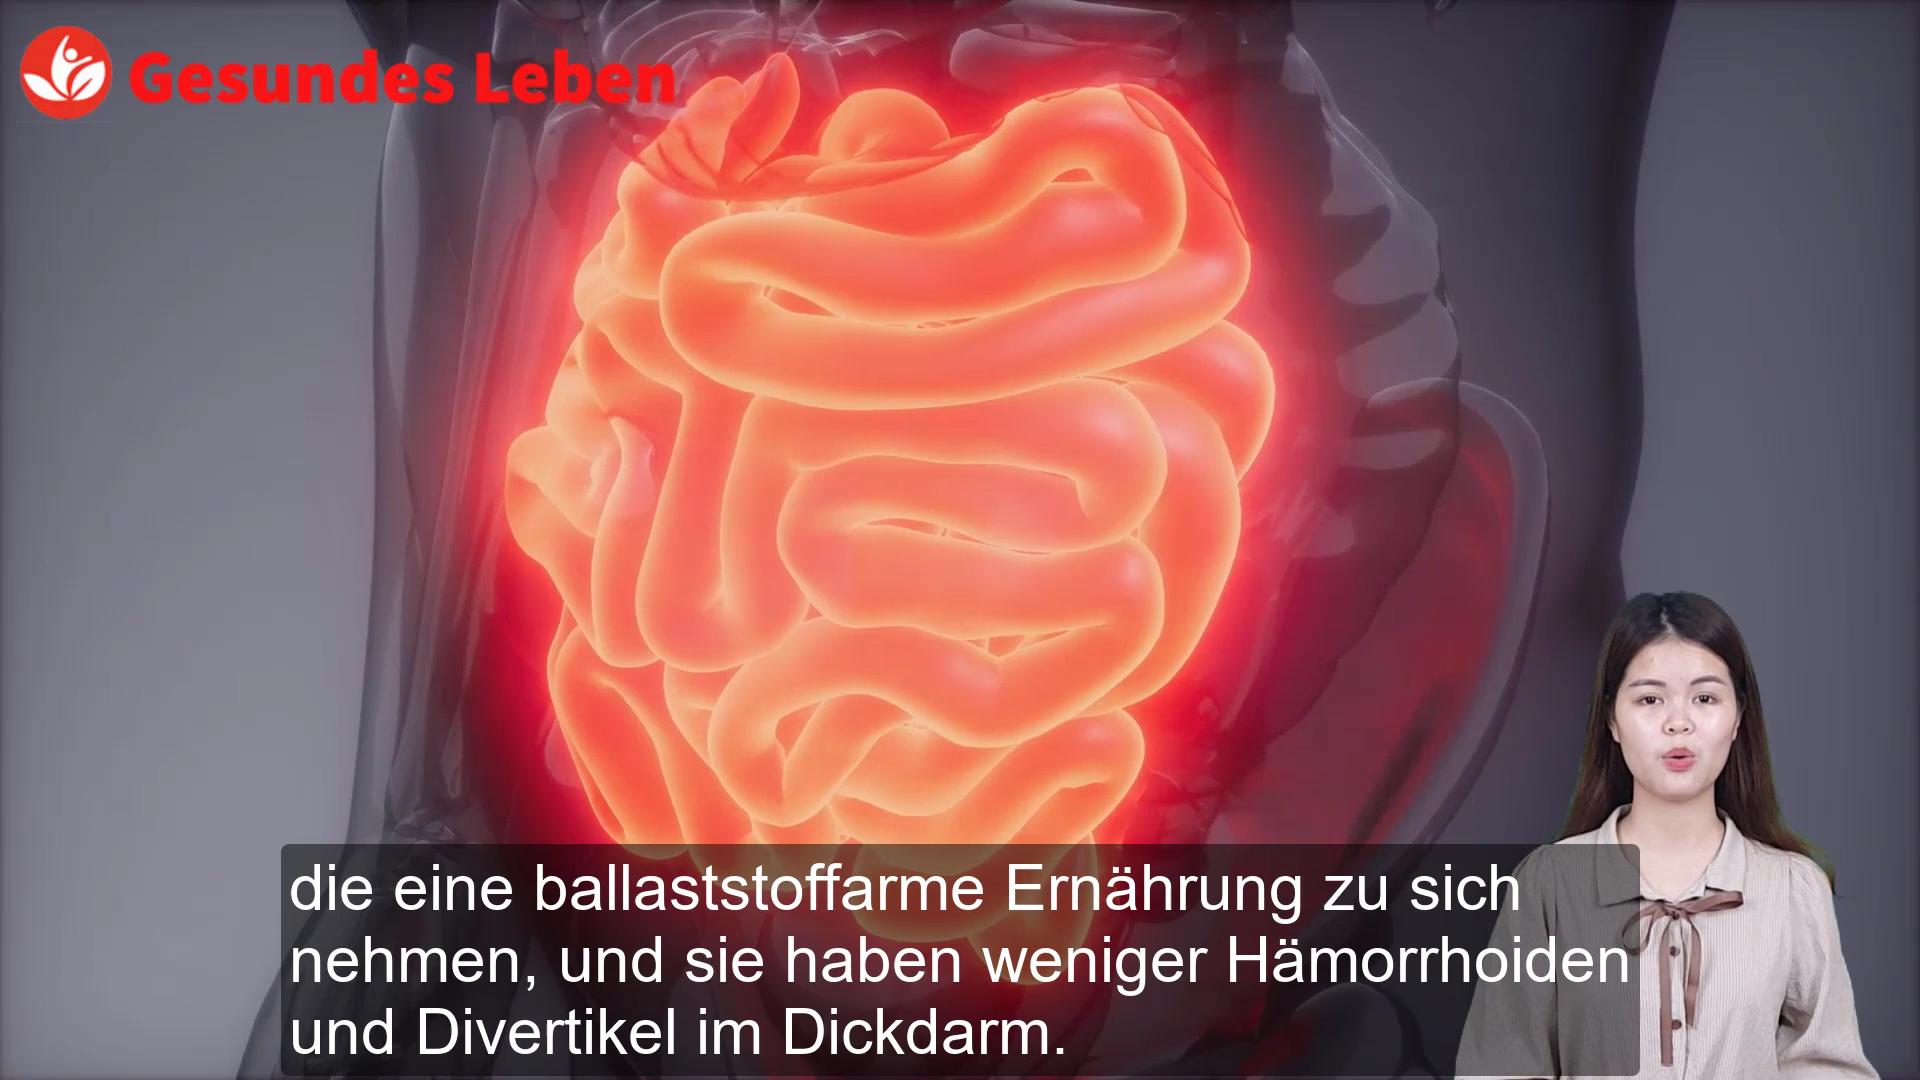 Gesundes Leben
die eine ballaststoffarme Ernährung zu sich
nehmen, und sie haben weniger Hämorrhoiden
und Divertikel im Dickdarm.